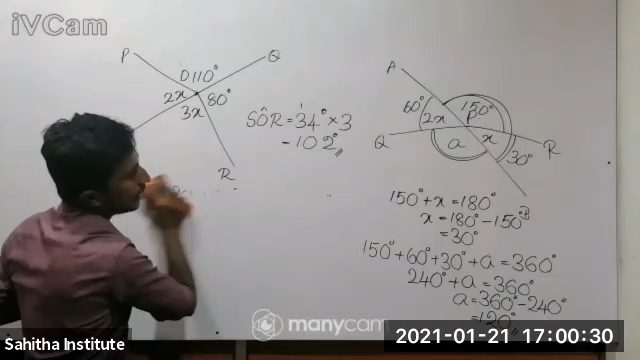 iVCam
P
Q
O 110°
2x
80°
3x
R
SÔR = 34° × 3
= 102°
A
60°
150°
2x
P
x
Q
a
30°
R
B
150° + x = 180°
x = 180° - 150°
= 30°
150° + 60° + 30° + a = 360°
240° + a = 360°
a = 360° - 240°
= 120°
manycam
Sahitha Institute
2021-01-21 17:00:30